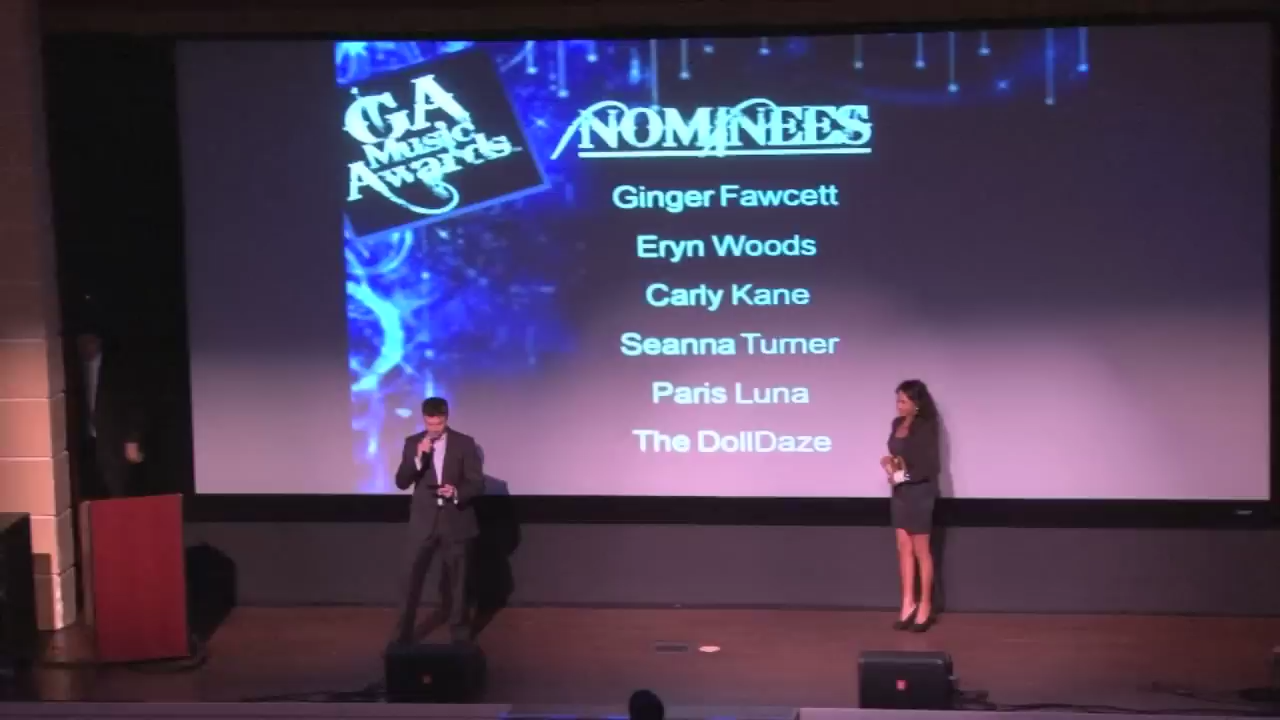 GA
Music
Awards
NOMINEES
Ginger Fawcett
Eryn Woods
Carly Kane
Seanna Turner
Paris Luna
The DollDaze